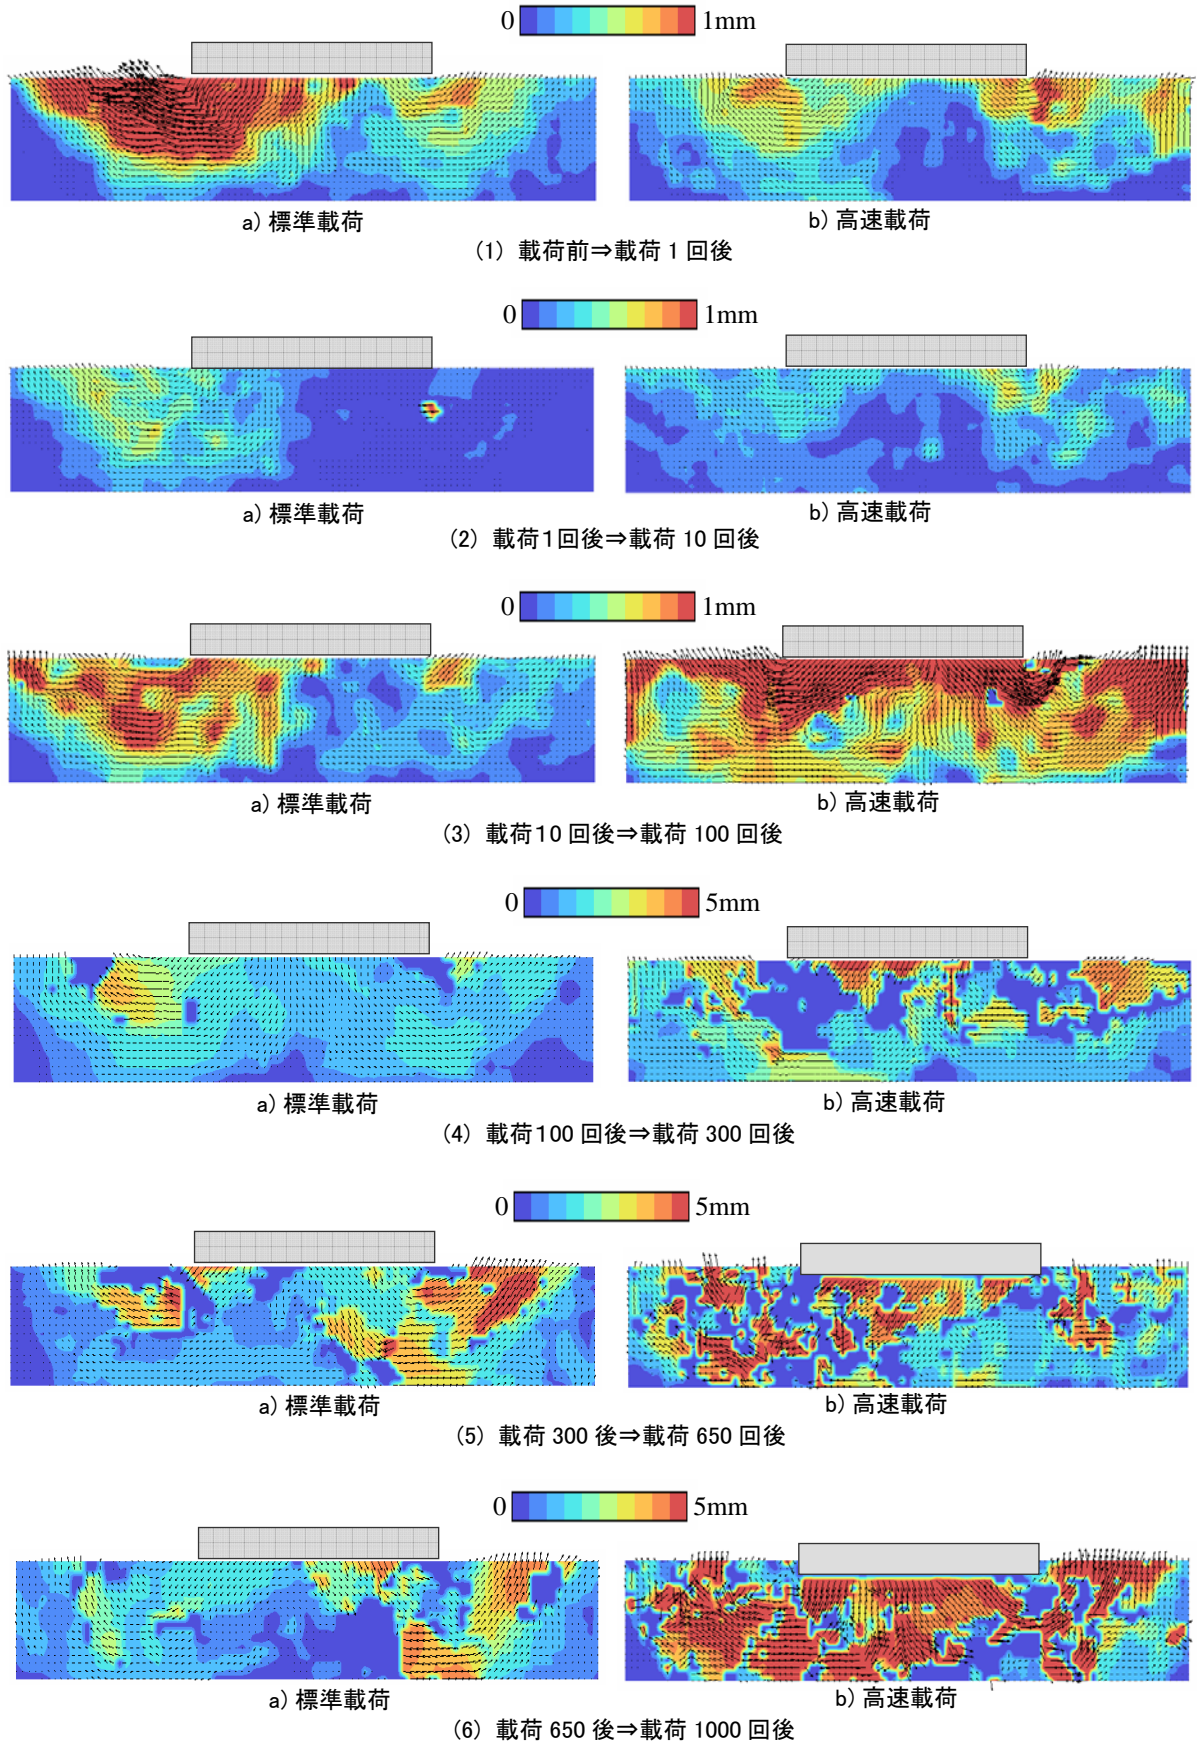 0 1mm
a) 標準載荷 b) 高速載荷
(1) 載荷前⇒載荷 1 回後
0 1mm
a) 標準載荷 b) 高速載荷
(2) 載荷1回後⇒載荷 10 回後
0 1mm
a) 標準載荷 b) 高速載荷
(3) 載荷10 回後⇒載荷 100 回後
0 5mm
a) 標準載荷 b) 高速載荷
(4) 載荷100 回後⇒載荷 300 回後
0 5mm
a) 標準載荷 b) 高速載荷
(5) 載荷 300 後⇒載荷 650 回後
0 5mm
a) 標準載荷 b) 高速載荷
(6) 載荷 650 後⇒載荷 1000 回後